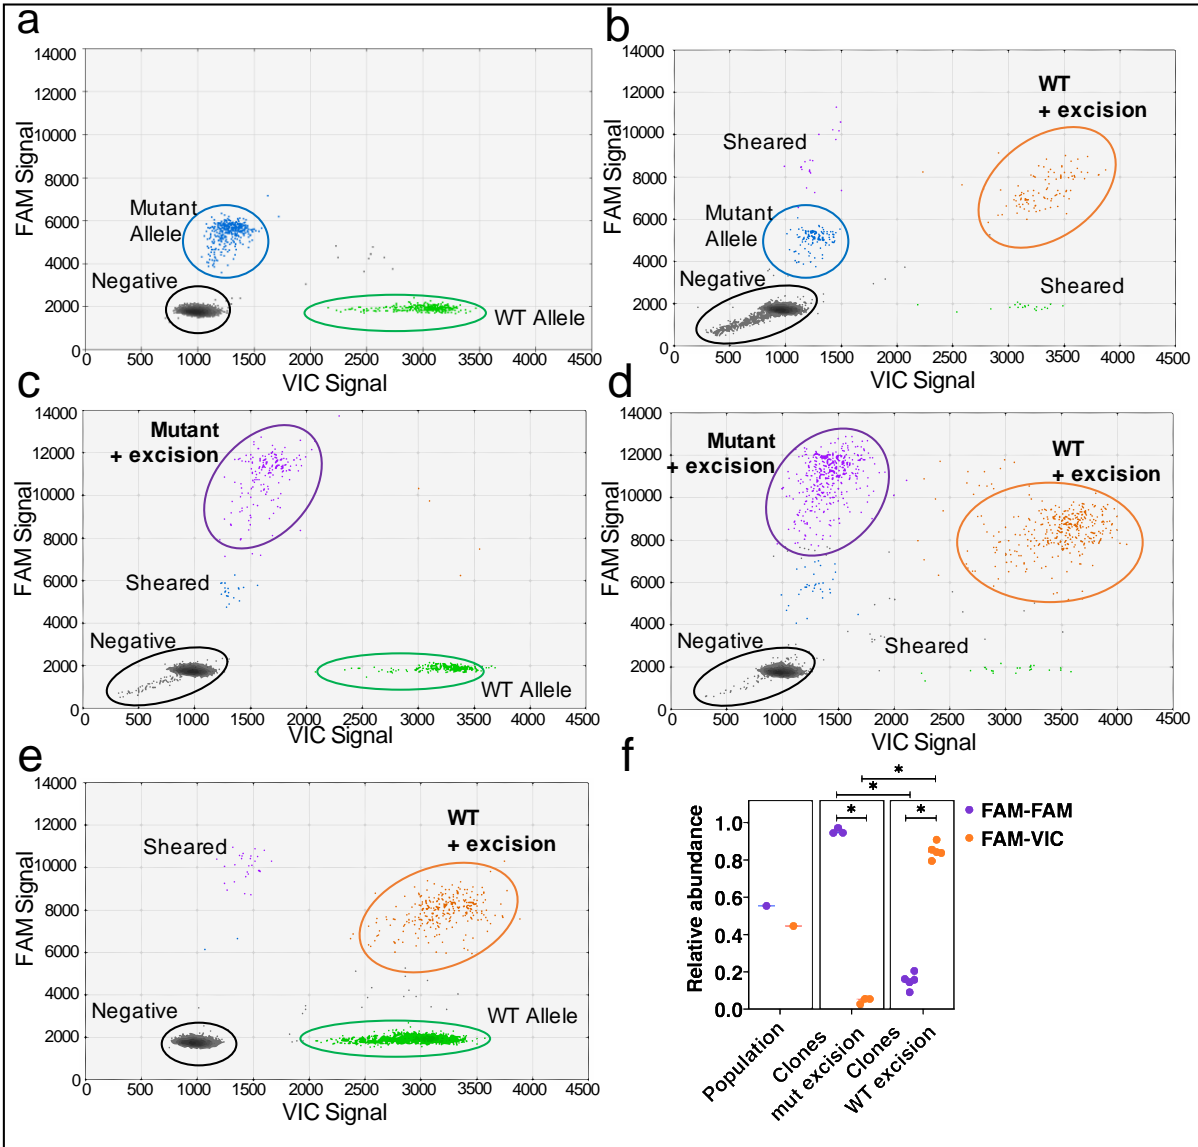 a
14000
12000
10000
8000
6000
4000
2000
0
FAM Signal
Mutant
Allele
Negative
WT Allele
0 500 1000 1500 2000 2500 3000 3500 4000 4500
VIC Signal
b
14000
12000
10000
8000
6000
4000
2000
0
FAM Signal
WT
+ excision
Sheared
Mutant
Allele
Negative
Sheared
0 500 1000 1500 2000 2500 3000 3500 4000 4500
VIC Signal
c
14000
12000
10000
8000
6000
4000
2000
0
FAM Signal
Mutant
+ excision
Sheared
Negative
WT Allele
0 500 1000 1500 2000 2500 3000 3500 4000 4500
VIC Signal
d
14000
12000
10000
8000
6000
4000
2000
0
FAM Signal
Mutant
+ excision
WT
+ excision
Negative
Sheared
0 500 1000 1500 2000 2500 3000 3500 4000 4500
VIC Signal
e
14000
12000
10000
8000
6000
4000
2000
0
FAM Signal
WT
+ excision
Sheared
Negative
WT Allele
0 500 1000 1500 2000 2500 3000 3500 4000 4500
VIC Signal
f
*
*
* *
FAM-FAM
FAM-VIC
1.0
0.8
0.6
0.4
0.2
0.0
Relative abundance
Population
Clones
mut excision
Clones
WT excision